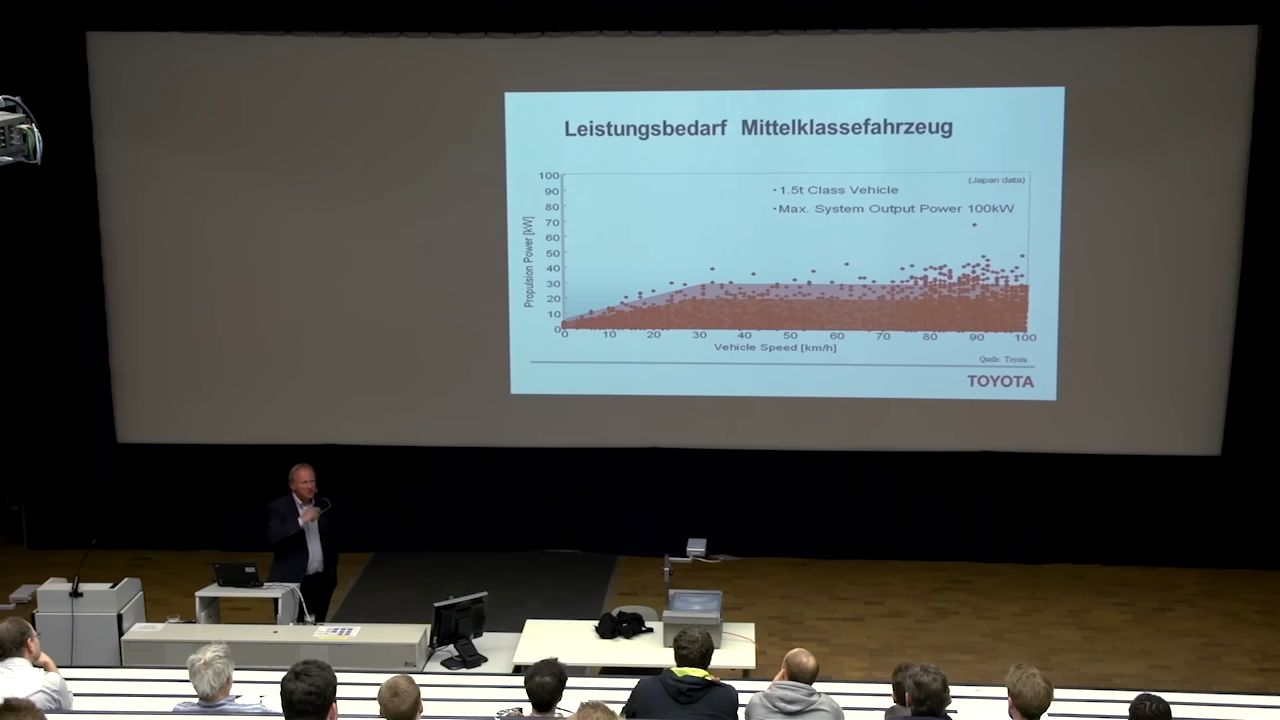 Leistungsbedarf Mittelklassefahrzeug
(Japan data)
•1.5t Class Vehicle
•Max. System Output Power 100kW
Propulsion Power [kW]
100
90
80
70
60
50
40
30
20
10
0
0 10 20 30 40 50 60 70 80 90 100
Vehicle Speed [km/h]
Quelle: Toyota
TOYOTA